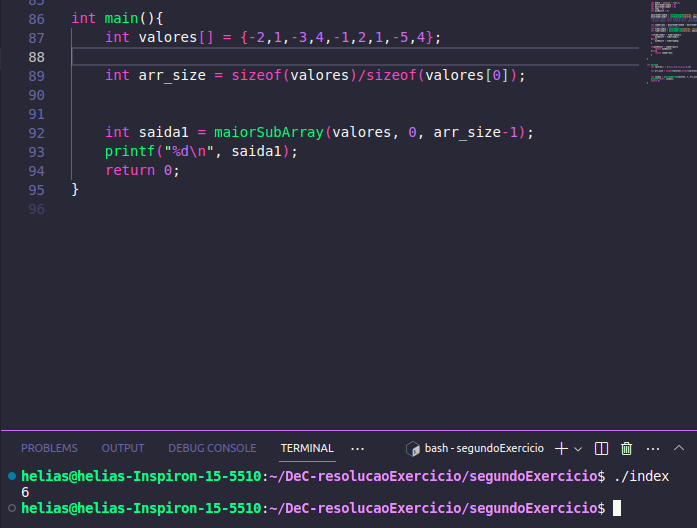 86 int main(){
87 int valores[] = {-2,1,-3,4,-1,2,1,-5,4};
88
89 int arr_size = sizeof(valores)/sizeof(valores[0]);
90
91
92 int saida1 = maiorSubArray(valores, 0, arr_size-1);
93 printf("%d\n", saida1);
94 return 0;
95 }
96
PROBLEMS OUTPUT DEBUG CONSOLE TERMINAL ··· bash - segundoExercicio ···
helias@helias-Inspiron-15-5510:~/DeC-resolucaoExercicio/segundoExercicio$ ./index
6
helias@helias-Inspiron-15-5510:~/DeC-resolucaoExercicio/segundoExercicio$